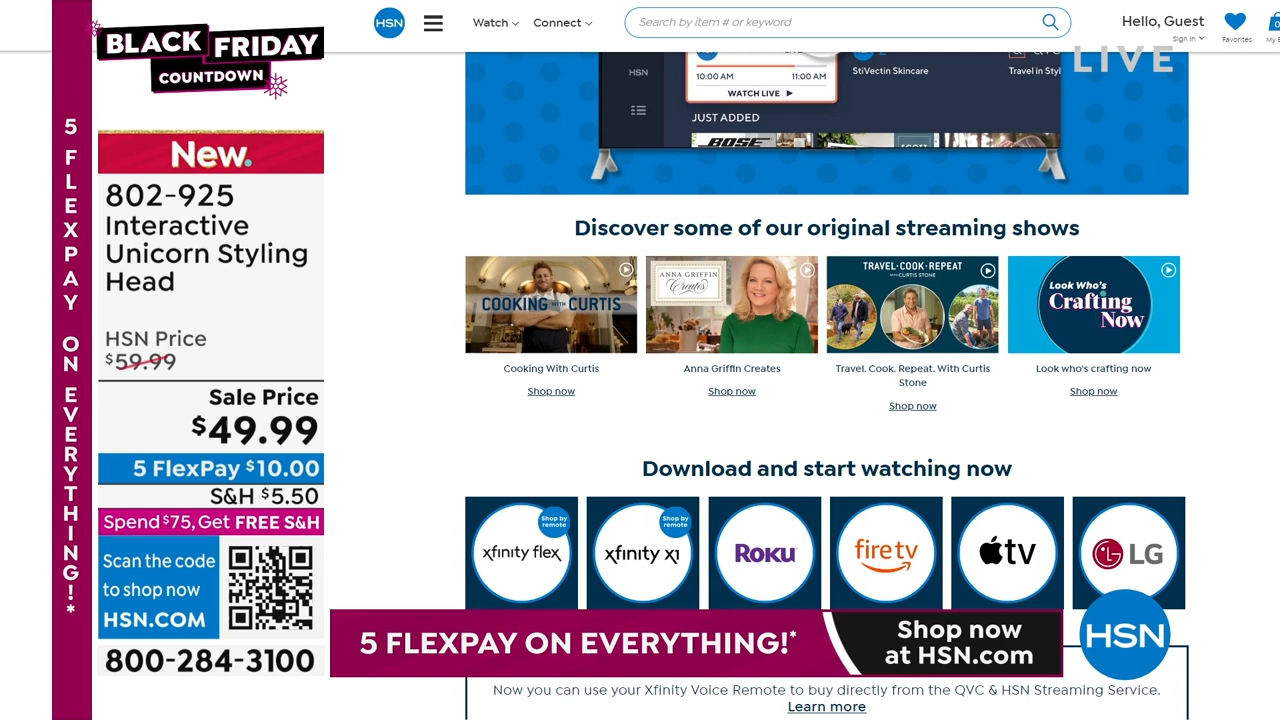 BLACK FRIDAY
COUNTDOWN
5 FLEXPAY ON EVERYTHING!*
New.
802-925
Interactive
Unicorn Styling
Head
HSN Price
$59.99
Sale Price
$49.99
5 FlexPay $10.00
S&H $5.50
Spend $75, Get FREE S&H
Scan the code
to shop now
HSN.COM
800-284-3100
HSN
Watch
Connect
Search by item # or keyword
Hello, Guest
Sign in
Favorites
0
LIVE
HSN
10:00 AM 11:00 AM
WATCH LIVE
StiVectin Skincare
Travel in Styl
JUST ADDED
BOSE
Discover some of our original streaming shows
COOKING WITH CURTIS
ANNA GRIFFIN
Creates
TRAVEL·COOK·REPEAT
WITH CURTIS STONE
Look Who's
Crafting
Now
Cooking With Curtis
Shop now
Anna Griffin Creates
Shop now
Travel. Cook. Repeat. With Curtis
Stone
Shop now
Look who's crafting now
Shop now
Download and start watching now
Shop by
remote
xfinity flex
Shop by
remote
xfinity x1
Roku
fire tv
tv
LG
5 FLEXPAY ON EVERYTHING!*
Shop now
at HSN.com
HSN
Now you can use your Xfinity Voice Remote to buy directly from the QVC & HSN Streaming Service.
Learn more